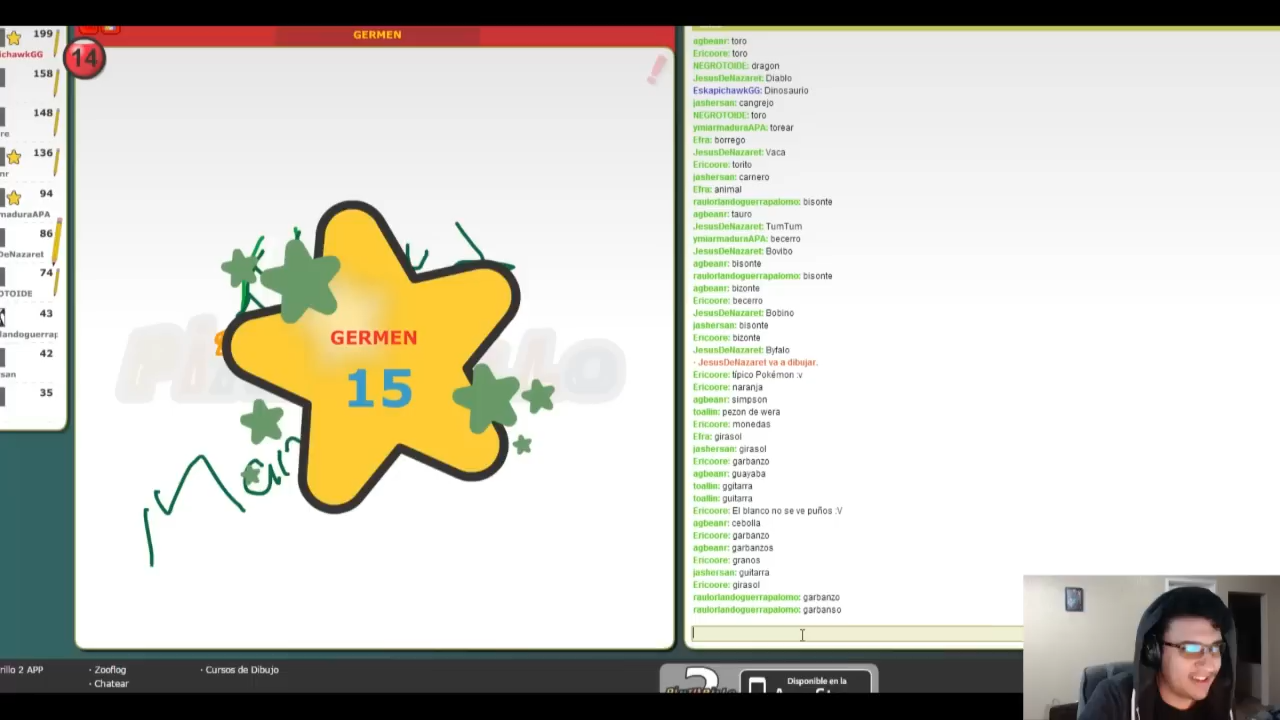 199
chawkGG
158
148
re
136
nr
94
maduraAPA
86
DeNazaret
74
OTOIDE
43
landoguerrap
42
san
35
14
GERMEN
GERMEN
15
agbeanr: toro
Ericoore: toro
NEGROTOIDE: dragon
JesusDeNazaret: Diablo
EskapichawkGG: Dinosaurio
jashersan: cangrejo
NEGROTOIDE: toro
ymiarmaduraAPA: torear
Efra: borrego
JesusDeNazaret: Vaca
Ericoore: torito
jashersan: carnero
Efra: animal
raulorlandoguerrapalomo: bisonte
agbeanr: tauro
JesusDeNazaret: TumTum
ymiarmaduraAPA: becerro
JesusDeNazaret: Bovibo
agbeanr: bisonte
raulorlandoguerrapalomo: bisonte
agbeanr: bizonte
Ericoore: becerro
JesusDeNazaret: Bobino
jashersan: bisonte
Ericoore: bizonte
JesusDeNazaret: Byfalo
- JesusDeNazaret va a dibujar.
Ericoore: típico Pokémon :v
Ericoore: naranja
agbeanr: simpson
toallin: pezon de wera
Ericoore: monedas
Efra: girasol
jashersan: girasol
Ericoore: garbanzo
agbeanr: guayaba
toallin: ggitarra
toallin: guitarra
Ericoore: El blanco no se ve puños :V
agbeanr: cebolla
Ericoore: garbanzo
agbeanr: garbanzos
Ericoore: granos
jashersan: guitarra
Ericoore: girasol
raulorlandoguerrapalomo: garbanzo
raulorlandoguerrapalomo: garbanso
rillo 2 APP
· Zooflog
· Chatear
· Cursos de Dibujo
Disponible en la